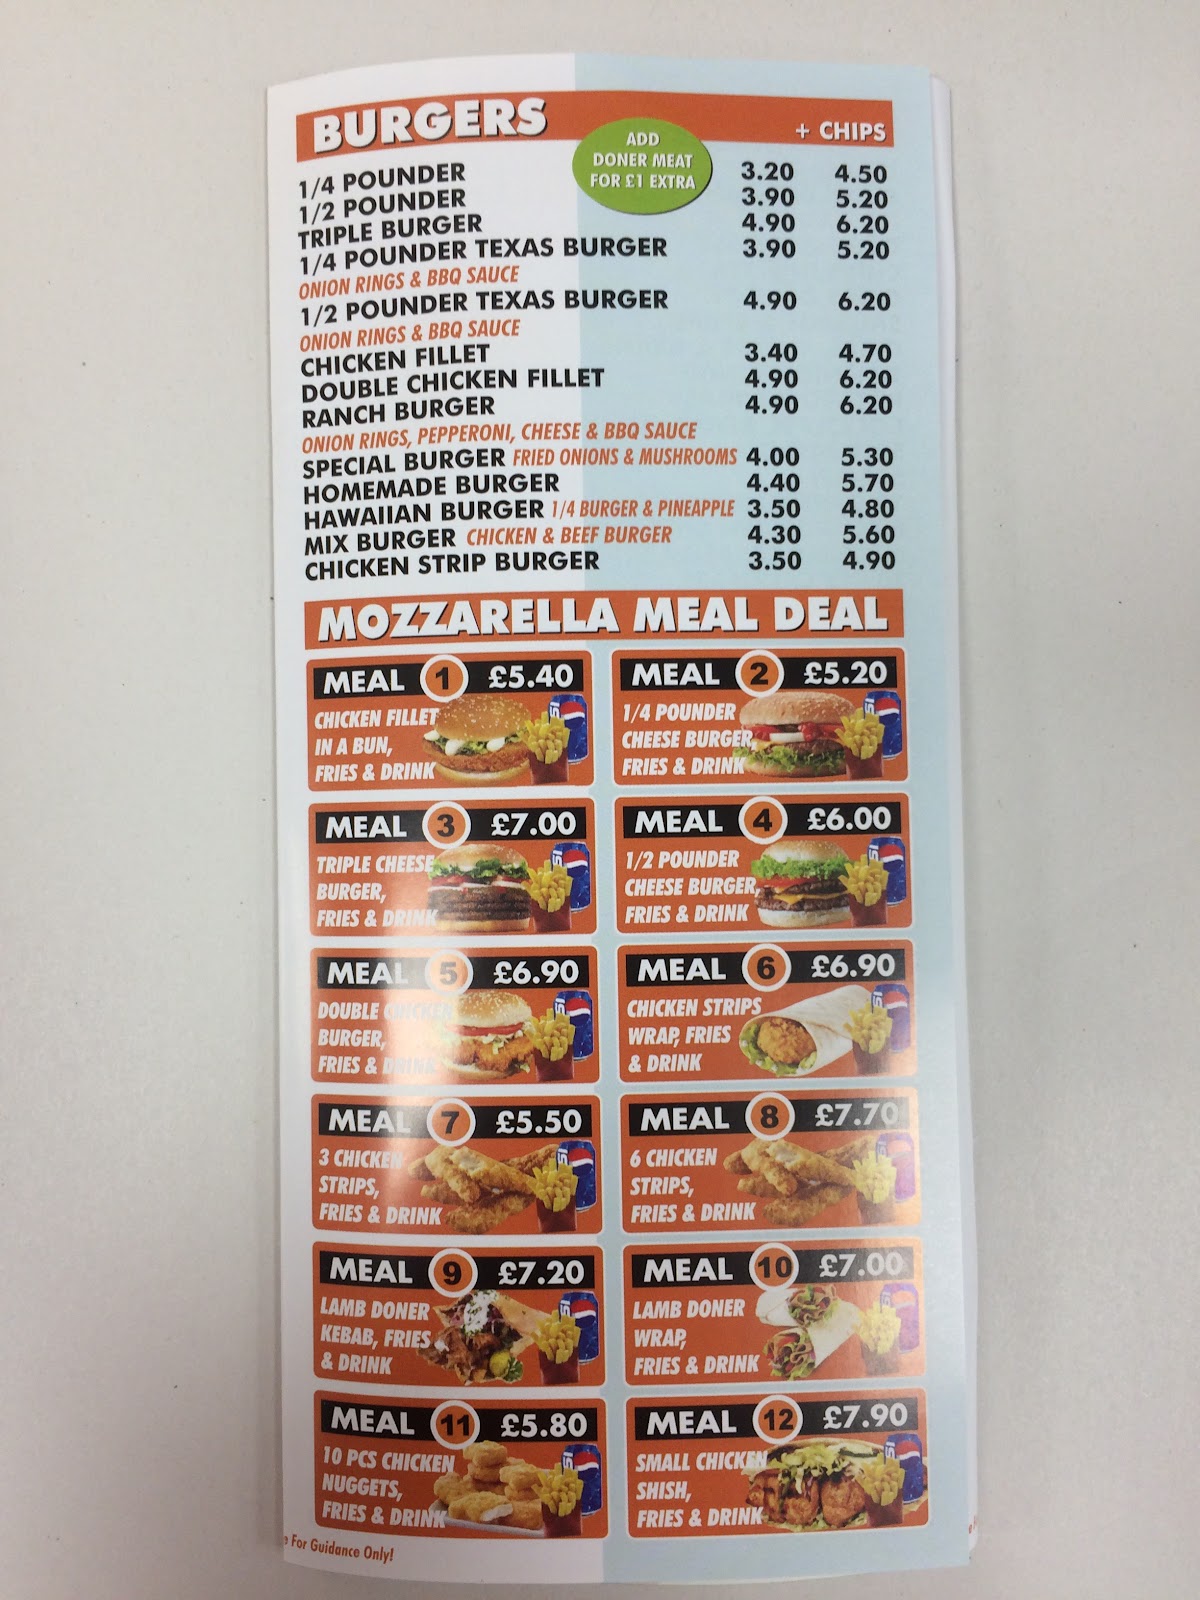 BURGERS + CHIPS
ADD
DONER MEAT
FOR £1 EXTRA
1/4 POUNDER 3.20 4.50
1/2 POUNDER 3.90 5.20
TRIPLE BURGER 4.90 6.20
1/4 POUNDER TEXAS BURGER 3.90 5.20
ONION RINGS & BBQ SAUCE
1/2 POUNDER TEXAS BURGER 4.90 6.20
ONION RINGS & BBQ SAUCE
CHICKEN FILLET 3.40 4.70
DOUBLE CHICKEN FILLET 4.90 6.20
RANCH BURGER 4.90 6.20
ONION RINGS, PEPPERONI, CHEESE & BBQ SAUCE
SPECIAL BURGER FRIED ONIONS & MUSHROOMS 4.00 5.30
HOMEMADE BURGER 4.40 5.70
HAWAIIAN BURGER 1/4 BURGER & PINEAPPLE 3.50 4.80
MIX BURGER CHICKEN & BEEF BURGER 4.30 5.60
CHICKEN STRIP BURGER 3.50 4.90
MOZZARELLA MEAL DEAL
MEAL 1 £5.40
CHICKEN FILLET
IN A BUN,
FRIES & DRINK
MEAL 2 £5.20
1/4 POUNDER
CHEESE BURGER,
FRIES & DRINK
MEAL 3 £7.00
TRIPLE CHEESE
BURGER,
FRIES & DRINK
MEAL 4 £6.00
1/2 POUNDER
CHEESE BURGER,
FRIES & DRINK
MEAL 5 £6.90
DOUBLE CHICKEN
BURGER,
FRIES & DRINK
MEAL 6 £6.90
CHICKEN STRIPS
WRAP, FRIES
& DRINK
MEAL 7 £5.50
3 CHICKEN
STRIPS,
FRIES & DRINK
MEAL 8 £7.70
6 CHICKEN
STRIPS,
FRIES & DRINK
MEAL 9 £7.20
LAMB DONER
KEBAB, FRIES
& DRINK
MEAL 10 £7.00
LAMB DONER
WRAP,
FRIES & DRINK
MEAL 11 £5.80
10 PCS CHICKEN
NUGGETS,
FRIES & DRINK
MEAL 12 £7.90
SMALL CHICKEN
SHISH,
FRIES & DRINK
For Guidance Only!